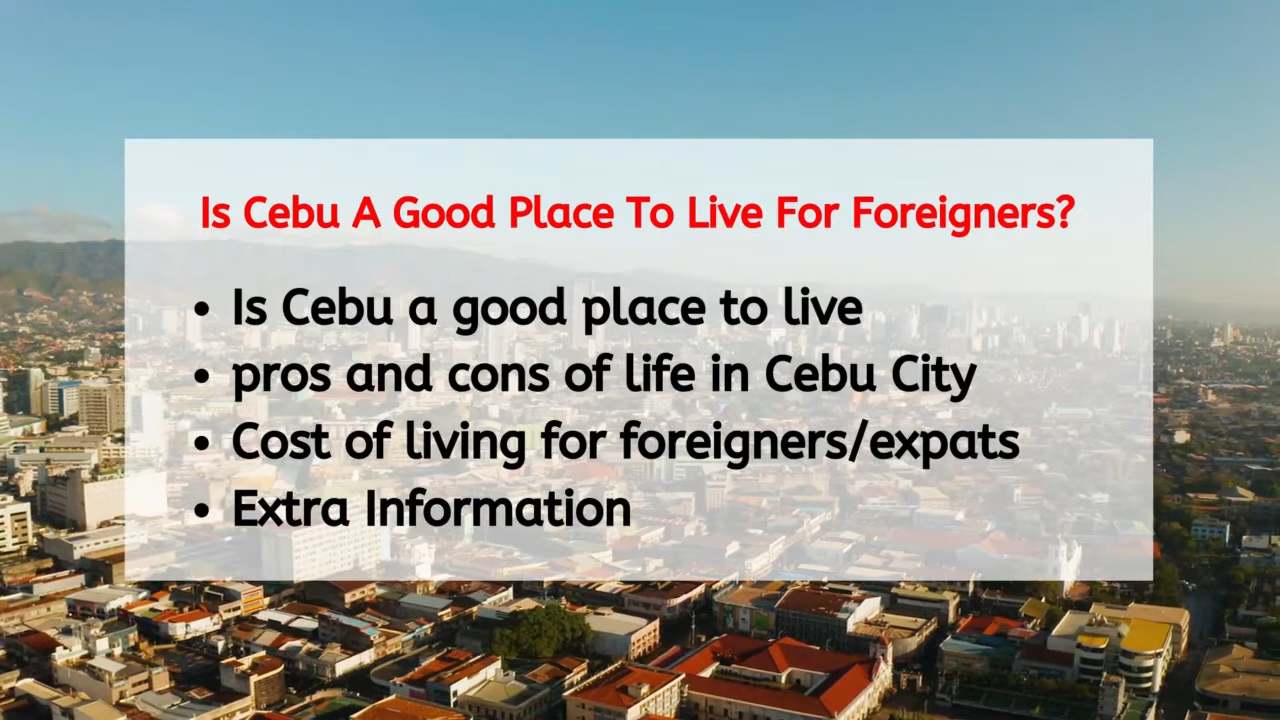 Is Cebu A Good Place To Live For Foreigners?
• Is Cebu a good place to live
• pros and cons of life in Cebu City
• Cost of living for foreigners/expats
• Extra Information